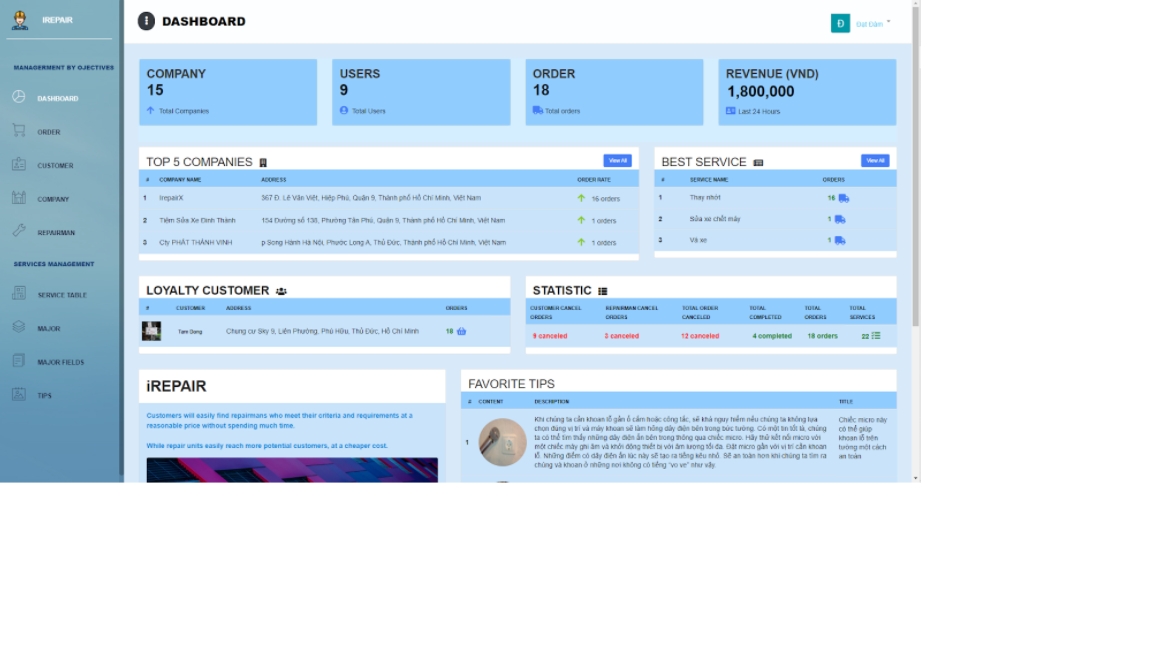 IREPAIR
MANAGERMENT BY OJECTIVES
DASHBOARD
ORDER
CUSTOMER
COMPANY
REPAIRMAN
SERVICES MANAGEMENT
SERVICE TABLE
MAJOR
MAJOR FIELDS
TIPS
DASHBOARD
Đ
Đạt Đàm
COMPANY
15
Total Companies
USERS
9
Total Users
ORDER
18
Total orders
REVENUE (VND)
1,800,000
Last 24 Hours
TOP 5 COMPANIES
View All
# COMPANY NAME ADDRESS ORDER RATE
1 IrepairX 367 Đ. Lê Văn Việt, Hiệp Phú, Quận 9, Thành phố Hồ Chí Minh, Việt Nam 16 orders
2 Tiệm Sửa Xe Đinh Thành 154 Đường số 138, Phường Tân Phú, Quận 9, Thành phố Hồ Chí Minh, Việt Nam 1 orders
3 Cty PHÁT THÀNH VINH p Song Hành Hà Nội, Phước Long A, Thủ Đức, Thành phố Hồ Chí Minh, Việt Nam 1 orders
BEST SERVICE
View All
# SERVICE NAME ORDERS
1 Thay nhớt 16
2 Sửa xe chết máy 1
3 Vá xe 1
LOYALTY CUSTOMER
# CUSTOMER ADDRESS ORDERS
Tam Dang Chung cư Sky 9, Liên Phường, Phú Hữu, Thủ Đức, Hồ Chí Minh 18
STATISTIC
CUSTOMER CANCEL ORDERS REPAIRMAN CANCEL ORDERS TOTAL ORDER CANCELED TOTAL COMPLETED TOTAL ORDERS TOTAL SERVICES
9 canceled 3 canceled 12 canceled 4 completed 18 orders 22
iREPAIR
Customers will easily find repairmans who meet their criteria and requirements at a
reasonable price without spending much time.
While repair units easily reach more potential customers, at a cheaper cost.
FAVORITE TIPS
# CONTENT DESCRIPTION TITLE
1
Khi chúng ta cần khoan lỗ gần ổ cắm hoặc công tắc, sẽ khá nguy hiểm nếu chúng ta không lựa
chọn đúng vị trí và máy khoan sẽ làm hỏng dây điện bên trong bức tường. Có một tin tốt là, chúng
ta có thể tìm thấy những dây điện ẩn bên trong thông qua chiếc micro. Hãy thử kết nối micro với
một chiếc máy ghi âm và khởi động thiết bị với âm lượng tối đa. Đặt micro gần với vị trí cần khoan
lỗ. Những điểm có dây điện ẩn lúc này sẽ tạo ra tiếng kêu nhỏ. Sẽ an toàn hơn khi chúng ta tìm ra
chúng và khoan ở những nơi không có tiếng "vo ve" như vậy.
Chiếc micro này
có thể giúp
khoan lỗ trên
tường một cách
an toàn